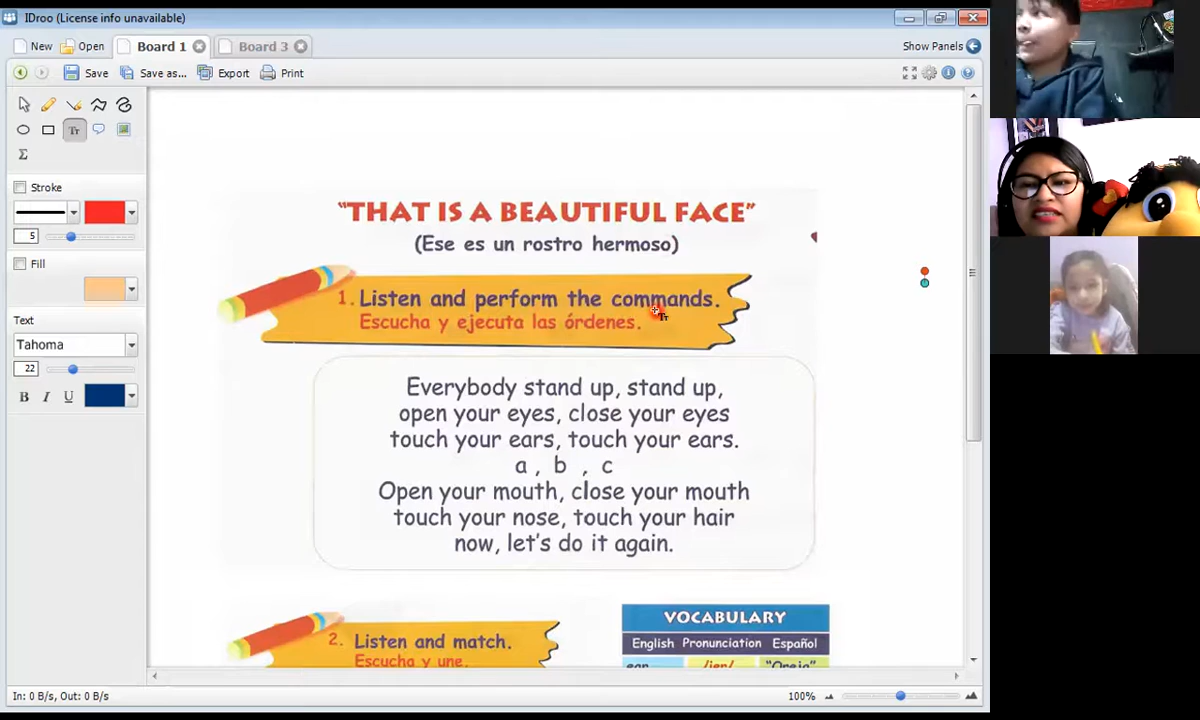 IDroo (License info unavailable)
New Open Board 1 Board 3 Show Panels
Save Save as... Export Print
Stroke
5
Fill
Text
Tahoma
22
B I U
"THAT IS A BEAUTIFUL FACE"
(Ese es un rostro hermoso)
1. Listen and perform the commands.
Escucha y ejecuta las órdenes.
Everybody stand up, stand up,
open your eyes, close your eyes
touch your ears, touch your ears.
a , b , c
Open your mouth, close your mouth
touch your nose, touch your hair
now, let's do it again.
2. Listen and match.
Escucha y une.
VOCABULARY
English Pronunciation Español
ear /ier/ "Oreja"
In: 0 B/s, Out: 0 B/s
100%